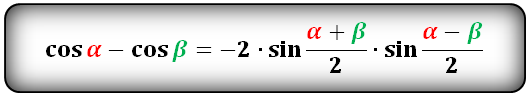 cos α − cos β = −2 · sin (α + β)/2 · sin (α − β)/2